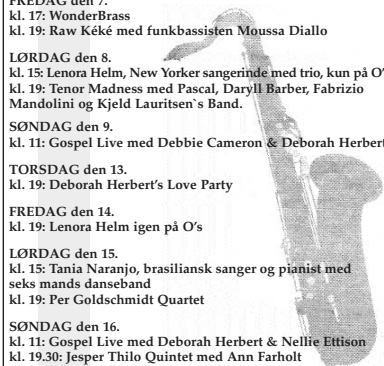 FREDAG den 7.
kl. 17: WonderBrass
kl. 19: Raw Kéké med funkbassisten Moussa Diallo
LØRDAG den 8.
kl. 15: Lenora Helm, New Yorker sangerinde med trio, kun på O'
kl. 19: Tenor Madness med Pascal, Daryll Barber, Fabrizio
Mandolini og Kjeld Lauritsen`s Band.
SØNDAG den 9.
kl. 11: Gospel Live med Debbie Cameron & Deborah Herbert
TORSDAG den 13.
kl. 19: Deborah Herbert's Love Party
FREDAG den 14.
kl. 19: Lenora Helm igen på O's
LØRDAG den 15.
kl. 15: Tania Naranjo, brasiliansk sanger og pianist med
seks mands danseband
kl. 19: Per Goldschmidt Quartet
SØNDAG den 16.
kl. 11: Gospel Live med Deborah Herbert & Nellie Ettison
kl. 19.30: Jesper Thilo Quintet med Ann Farholt